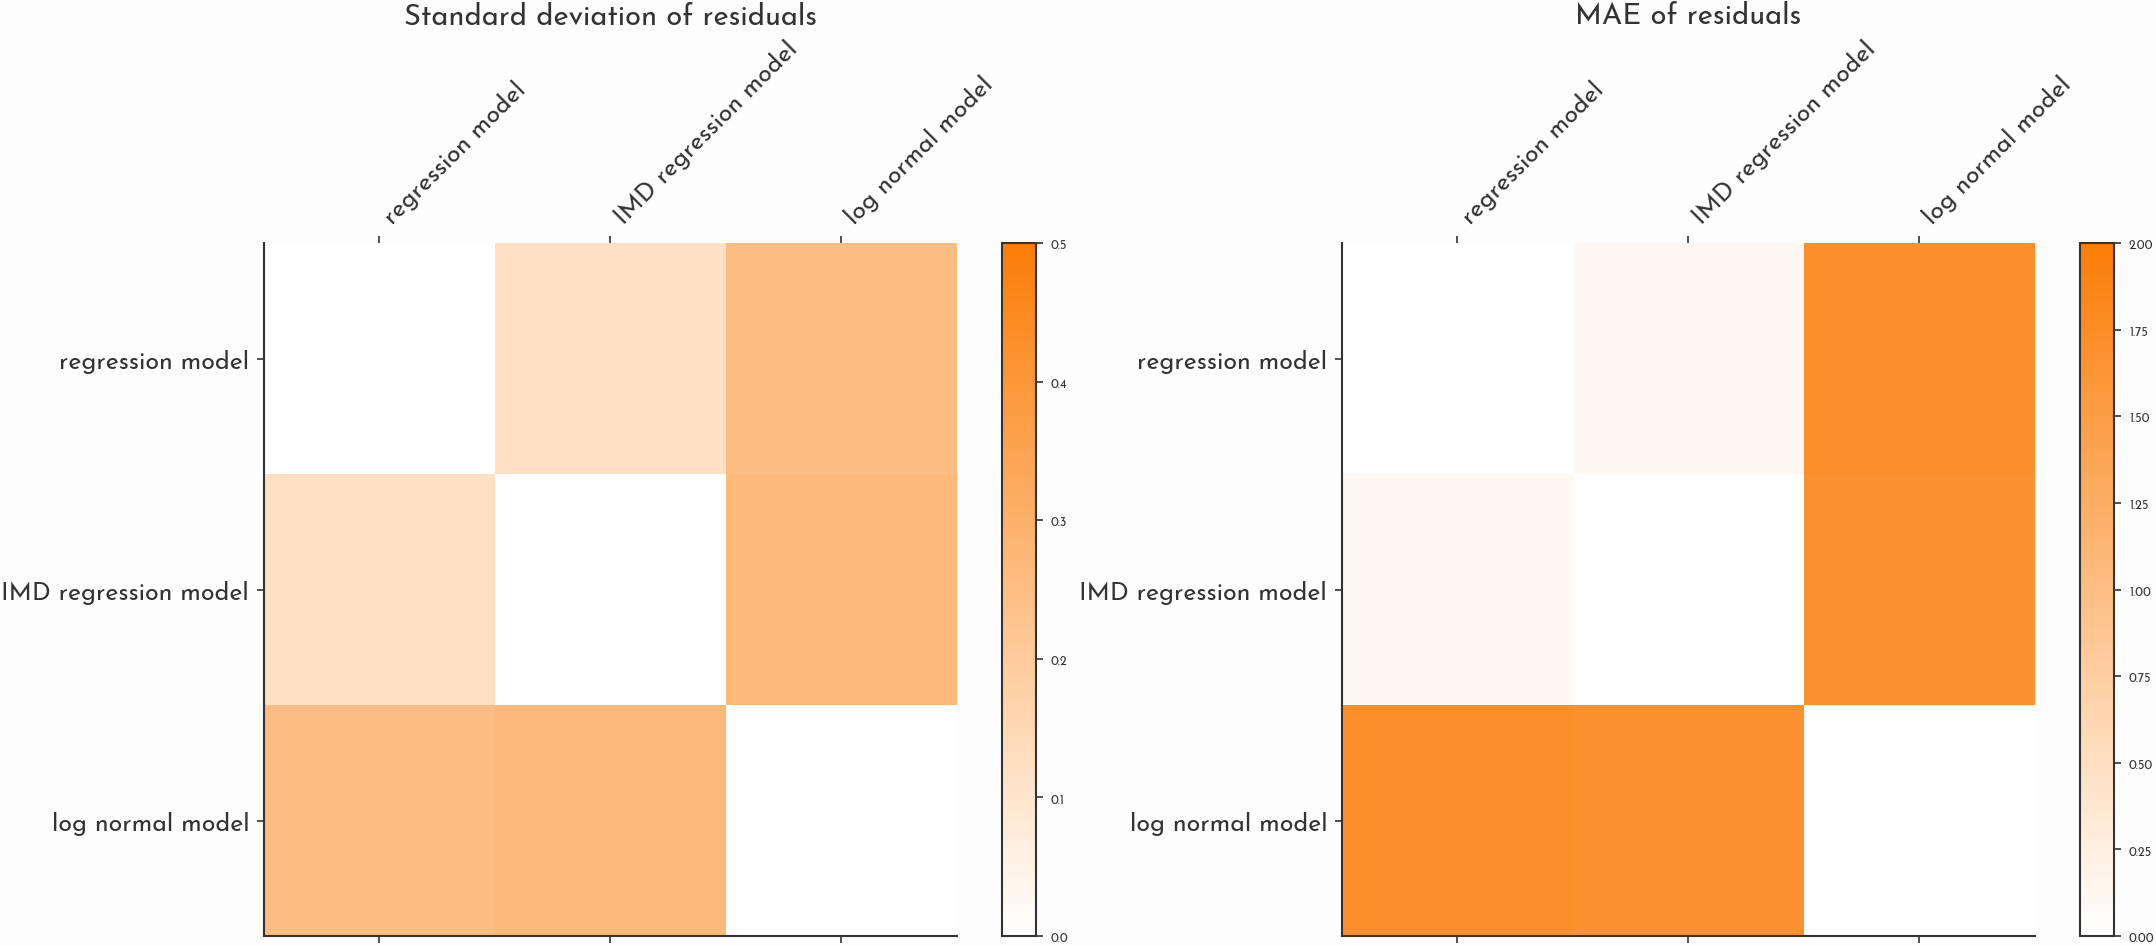 Standard deviation of residuals
regression model
IMD regression model
log normal model
regression model
IMD regression model
log normal model
0.5
0.4
0.3
0.2
0.1
0.0
MAE of residuals
regression model
IMD regression model
log normal model
regression model
IMD regression model
log normal model
2.00
1.75
1.50
1.25
1.00
0.75
0.50
0.25
0.00